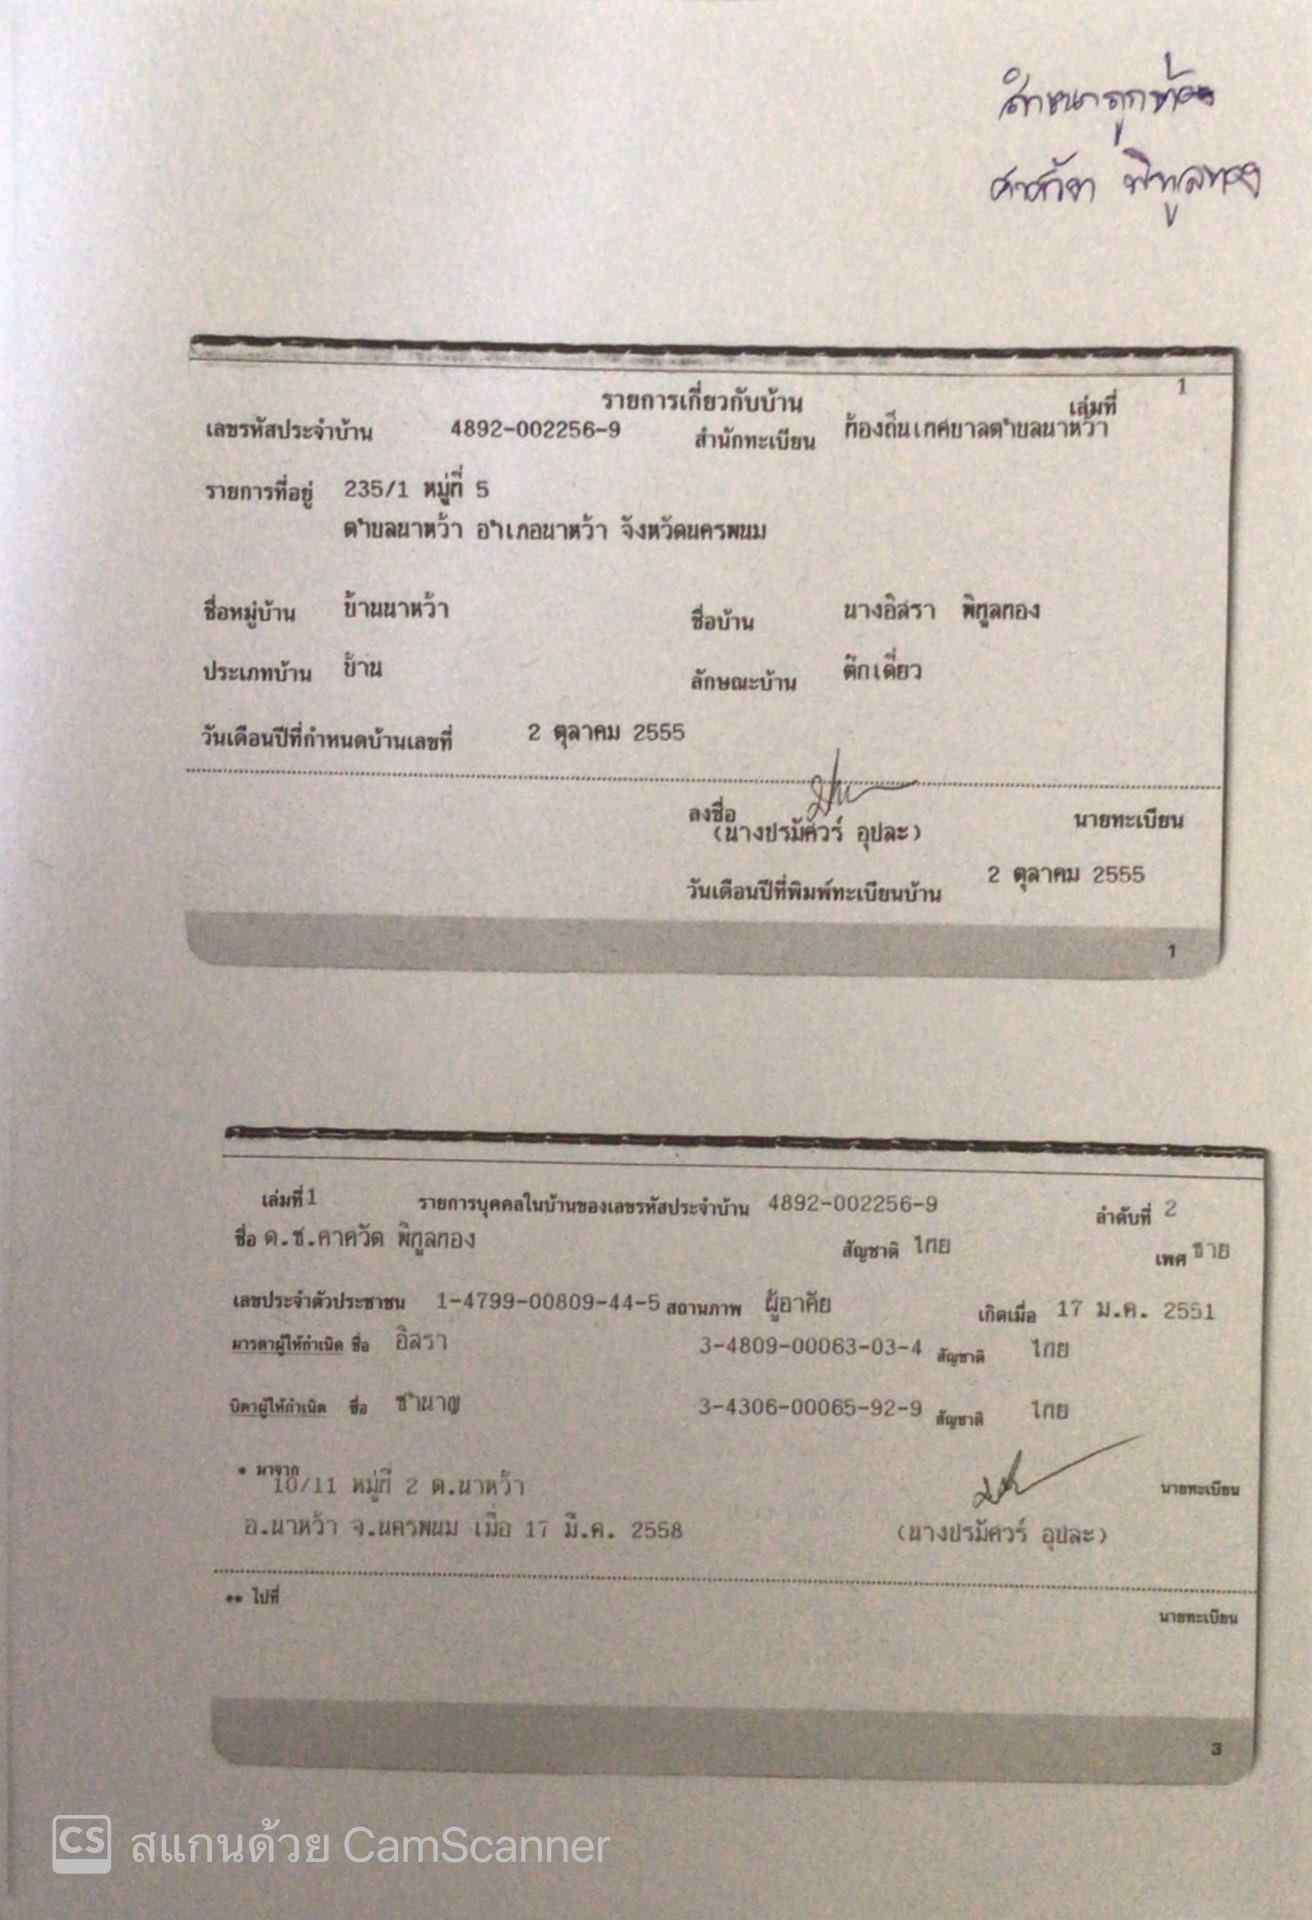 สำเนาถูกต้อง
พิกูลทอง
1
รายการเกี่ยวกับบ้าน เล่มที่
เลขรหัสประจำบ้าน 4892-002256-9 สำนักทะเบียน ท้องถิ่นเทศบาลตำบลนาหว้า
รายการที่อยู่ 235/1 หมู่ที่ 5
ตำบลนาหว้า อำเภอนาหว้า จังหวัดนครพนม
ชื่อหมู่บ้าน บ้านนาหว้า ชื่อบ้าน นางอิสรา พิกูลทอง
ประเภทบ้าน บ้าน ลักษณะบ้าน ตึกเดี่ยว
วันเดือนปีที่กำหนดบ้านเลขที่ 2 ตุลาคม 2555
ลงชื่อ นายทะเบียน
(นางปรมัศวร์ อุปละ)
วันเดือนปีที่พิมพ์ทะเบียนบ้าน 2 ตุลาคม 2555
1
เล่มที่ 1 รายการบุคคลในบ้านของเลขรหัสประจำบ้าน 4892-002256-9 ลำดับที่ 2
ชื่อ ด.ช.ศาศวัต พิกูลทอง สัญชาติ ไทย เพศ ชาย
เลขประจำตัวประชาชน 1-4799-00809-44-5 สถานภาพ ผู้อาศัย เกิดเมื่อ 17 ม.ค. 2551
มารดาผู้ให้กำเนิด ชื่อ อิสรา 3-4809-00063-03-4 สัญชาติ ไทย
บิดาผู้ให้กำเนิด ชื่อ ชำนาญ 3-4306-00065-92-9 สัญชาติ ไทย
* มาจาก
10/11 หมู่ที่ 2 ต.นาหว้า นายทะเบียน
อ.นาหว้า จ.นครพนม เมื่อ 17 มี.ค. 2558 (นางปรมัศวร์ อุปละ)
** ไปที่
นายทะเบียน
3
CS สแกนด้วย CamScanner